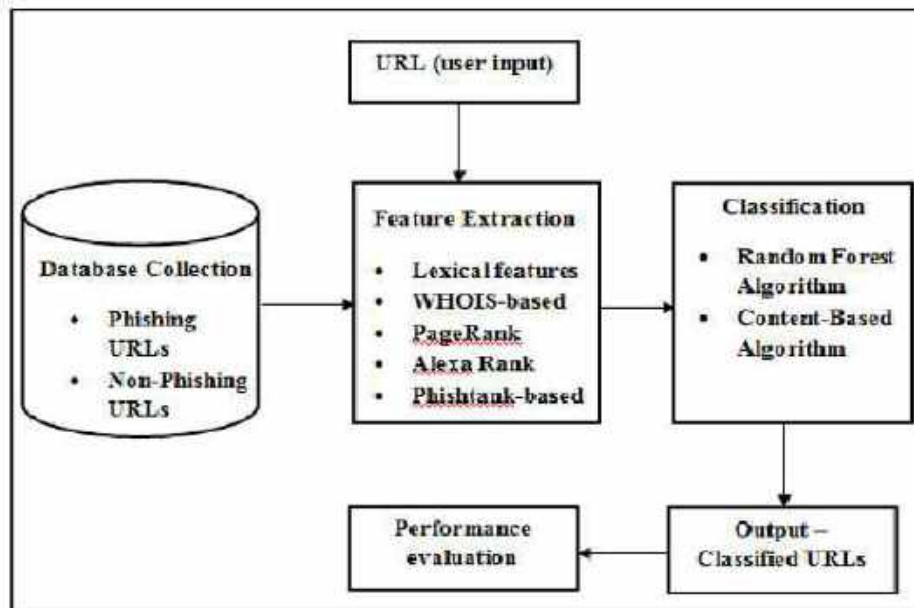 URL (user input)
Database Collection
• Phishing
URLs
• Non-Phishing
URLs
Feature Extraction
• Lexical features
• WHOIS-based
• PageRank
• Alexa Rank
• Phishtank-based
Classification
• Random Forest
Algorithm
• Content-Based
Algorithm
Output –
Classified URLs
Performance
evaluation